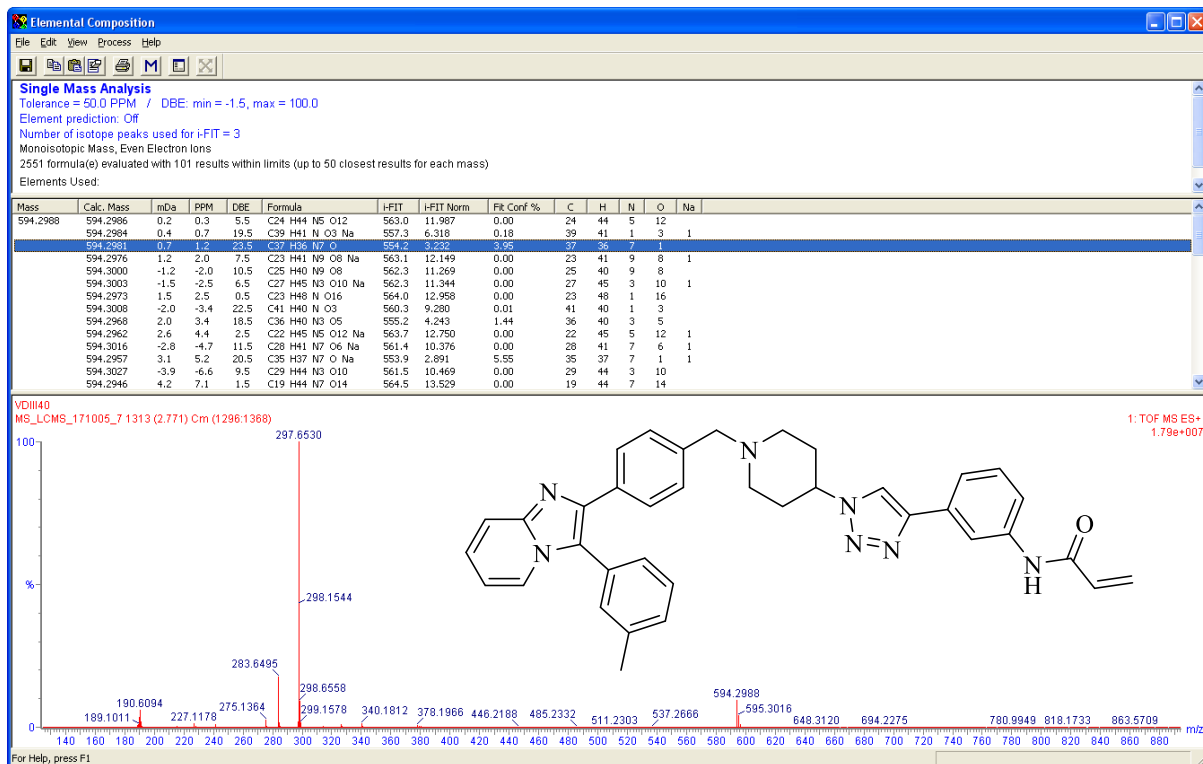 Elemental Composition
File Edit View Process Help
M
Single Mass Analysis
Tolerance = 50.0 PPM / DBE: min = -1.5, max = 100.0
Element prediction: Off
Number of isotope peaks used for i-FIT = 3
Monoisotopic Mass, Even Electron Ions
2551 formula(e) evaluated with 101 results within limits (up to 50 closest results for each mass)
Elements Used:
Mass Calc. Mass mDa PPM DBE Formula i-FIT i-FIT Norm Fit Conf % C H N O Na
594.2988 594.2986 0.2 0.3 5.5 C24 H44 N5 O12 563.0 11.987 0.00 24 44 5 12
594.2984 0.4 0.7 19.5 C39 H41 N O3 Na 557.3 6.318 0.18 39 41 1 3 1
594.2981 0.7 1.2 23.5 C37 H36 N7 O 554.2 3.232 3.95 37 36 7 1
594.2976 1.2 2.0 7.5 C23 H41 N9 O8 Na 563.1 12.149 0.00 23 41 9 8 1
594.3000 -1.2 -2.0 10.5 C25 H40 N9 O8 562.3 11.269 0.00 25 40 9 8
594.3003 -1.5 -2.5 6.5 C27 H45 N3 O10 Na 562.3 11.344 0.00 27 45 3 10 1
594.2973 1.5 2.5 0.5 C23 H48 N O16 564.0 12.958 0.00 23 48 1 16
594.3008 -2.0 -3.4 22.5 C41 H40 N O3 560.3 9.280 0.01 41 40 1 3
594.2968 2.0 3.4 18.5 C36 H40 N3 O5 555.2 4.243 1.44 36 40 3 5
594.2962 2.6 4.4 2.5 C22 H45 N5 O12 Na 563.7 12.750 0.00 22 45 5 12 1
594.3016 -2.8 -4.7 11.5 C28 H41 N7 O6 Na 561.4 10.376 0.00 28 41 7 6 1
594.2957 3.1 5.2 20.5 C35 H37 N7 O Na 553.9 2.891 5.55 35 37 7 1 1
594.3027 -3.9 -6.6 9.5 C29 H44 N3 O10 561.5 10.469 0.00 29 44 3 10
594.2946 4.2 7.1 1.5 C19 H44 N7 O14 564.5 13.529 0.00 19 44 7 14
VDIII40
MS_LCMS_171005_7 1313 (2.771) Cm (1296:1368)
1: TOF MS ES+
1.79e+007
100
%
0
297.6530
298.1544
283.6495
298.6558
299.1578
275.1364
190.6094
189.1011
227.1178
340.1812
378.1966
446.2188
485.2332
511.2303
537.2666
594.2988
595.3016
648.3120
694.2275
780.9949
818.1733
863.5709
N
N
N
N
N
N
N
H
O
140 160 180 200 220 240 260 280 300 320 340 360 380 400 420 440 460 480 500 520 540 560 580 600 620 640 660 680 700 720 740 760 780 800 820 840 860 880
m/z
For Help, press F1